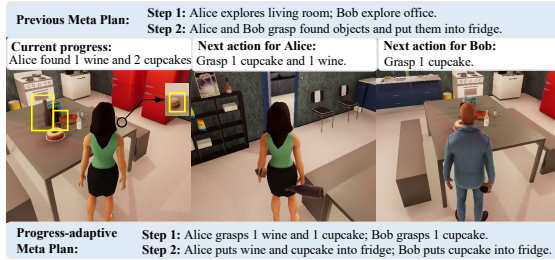 Previous Meta Plan: Step 1: Alice explores living room; Bob explore office.
Step 2: Alice and Bob grasp found objects and put them into fridge.
Current progress:
Alice found 1 wine and 2 cupcakes
Next action for Alice:
Grasp 1 cupcake and 1 wine.
Next action for Bob:
Grasp 1 cupcake.
Progress-adaptive
Meta Plan:
Step 1: Alice grasps 1 wine and 1 cupcake; Bob grasps 1 cupcake.
Step 2: Alice puts wine and cupcake into fridge; Bob puts cupcake into fridge.